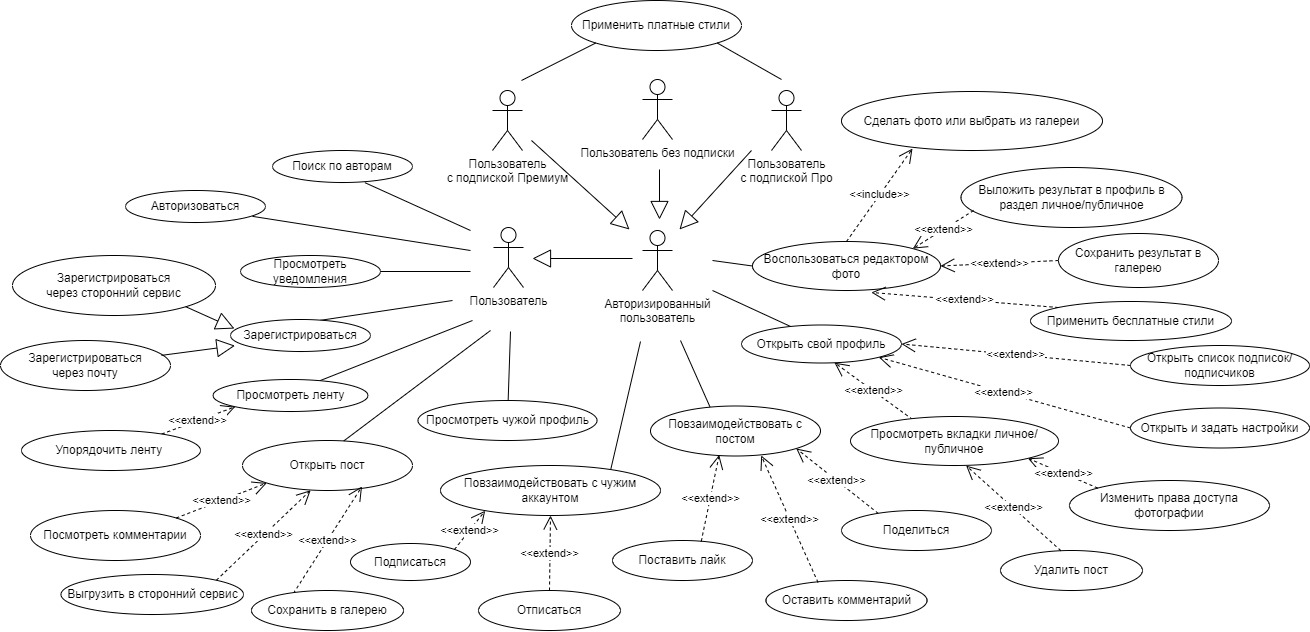 Применить платные стили
Пользователь
с подпиской Премиум
Пользователь без подписки
Пользователь
с подпиской Про
Сделать фото или выбрать из галереи
Поиск по авторам
<<include>>
Выложить результат в профиль в
раздел личное/публичное
Авторизоваться
<<extend>>
Просмотреть
уведомления
Пользователь
Авторизированный
пользователь
Воспользоваться редактором
фото
<<extend>>
Сохранить результат в
галерею
Зарегистрироваться
через сторонний сервис
<<extend>>
Применить бесплатные стили
Зарегистрироваться
Открыть свой профиль
<<extend>>
Открыть список подписок/
подписчиков
Зарегистрироваться
через почту
Просмотреть ленту
<<extend>>
<<extend>>
<<extend>>
Просмотреть чужой профиль
Повзаимодействовать с
постом
Просмотреть вкладки личное/
публичное
Открыть и задать настройки
Упорядочить ленту
Открыть пост
Повзаимодействовать с чужим
аккаунтом
<<extend>>
<<extend>>
<<extend>>
<<extend>>
Изменить права доступа
фотографии
<<extend>>
<<extend>>
<<extend>>
<<extend>>
Посмотреть комментарии
<<extend>>
<<extend>>
Поделиться
<<extend>>
Подписаться
Поставить лайк
Удалить пост
Выгрузить в сторонний сервис
Сохранить в галерею
Отписаться
Оставить комментарий